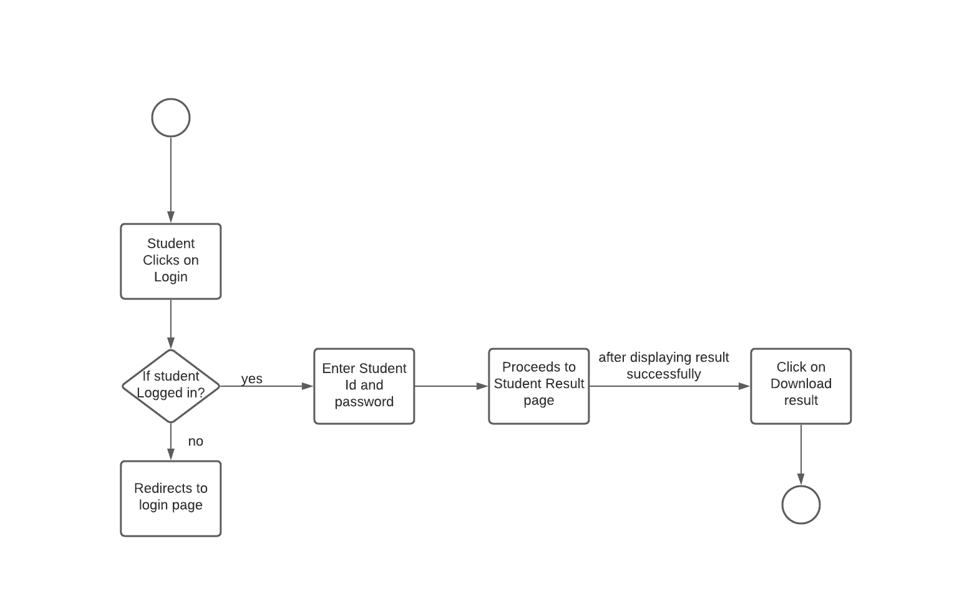 Student
Clicks on
Login
If student
Logged in?
yes
Enter Student
Id and
password
Proceeds to
Student Result
page
after displaying result
successfully
Click on
Download
result
no
Redirects to
login page